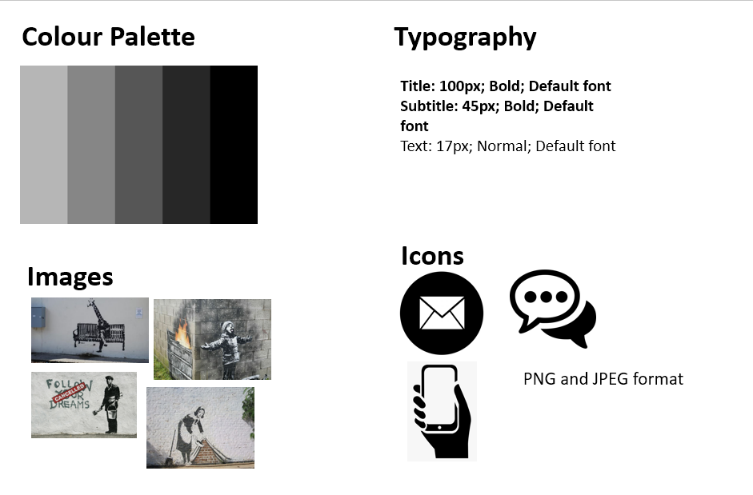 Colour Palette
Typography
Title: 100px; Bold; Default font
Subtitle: 45px; Bold; Default
font
Text: 17px; Normal; Default font
Images
FOLLOW
YOUR
DREAMS
CANCELLED
Icons
PNG and JPEG format